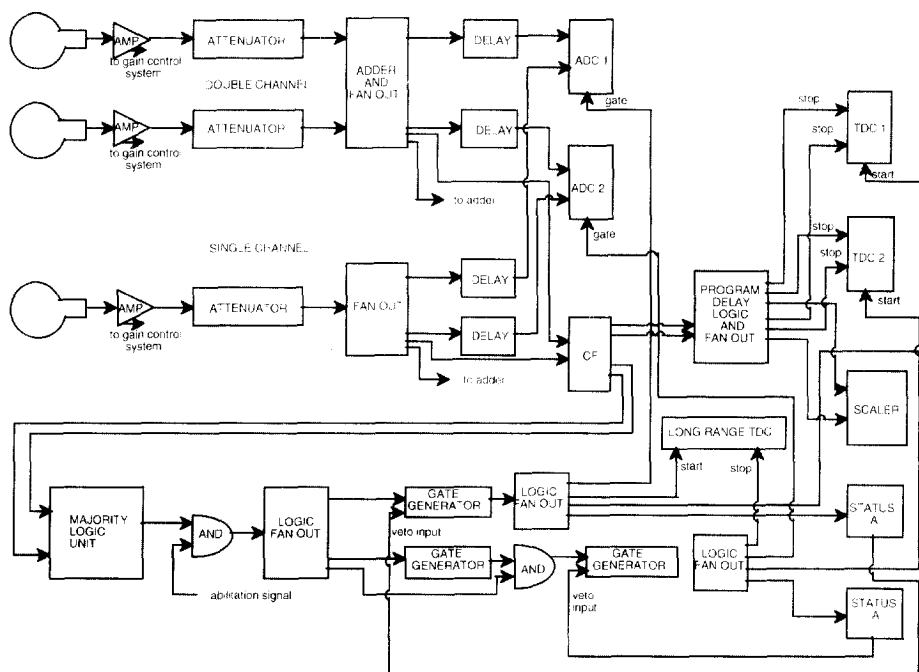 AMP
to gain control
system
ATTENUATOR
DOUBLE CHANNEL
ADDER
AND
FAN OUT
DELAY
ADC 1
gate
AMP
to gain control
system
ATTENUATOR
DELAY
ADC 2
gate
to adder
stop
stop
TDC 1
start
SINGLE CHANNEL
AMP
to gain control
system
ATTENUATOR
FAN OUT
DELAY
DELAY
to adder
CF
PROGRAM
DELAY
LOGIC
AND
FAN OUT
stop
stop
TDC 2
start
SCALER
LONG RANGE TDC
start
stop
MAJORITY
LOGIC
UNIT
AND
abilitation signal
LOGIC
FAN OUT
GATE
GENERATOR
veto input
GATE
GENERATOR
AND
LOGIC
FAN OUT
GATE
GENERATOR
veto
input
LOGIC
FAN OUT
STATUS
A
STATUS
A